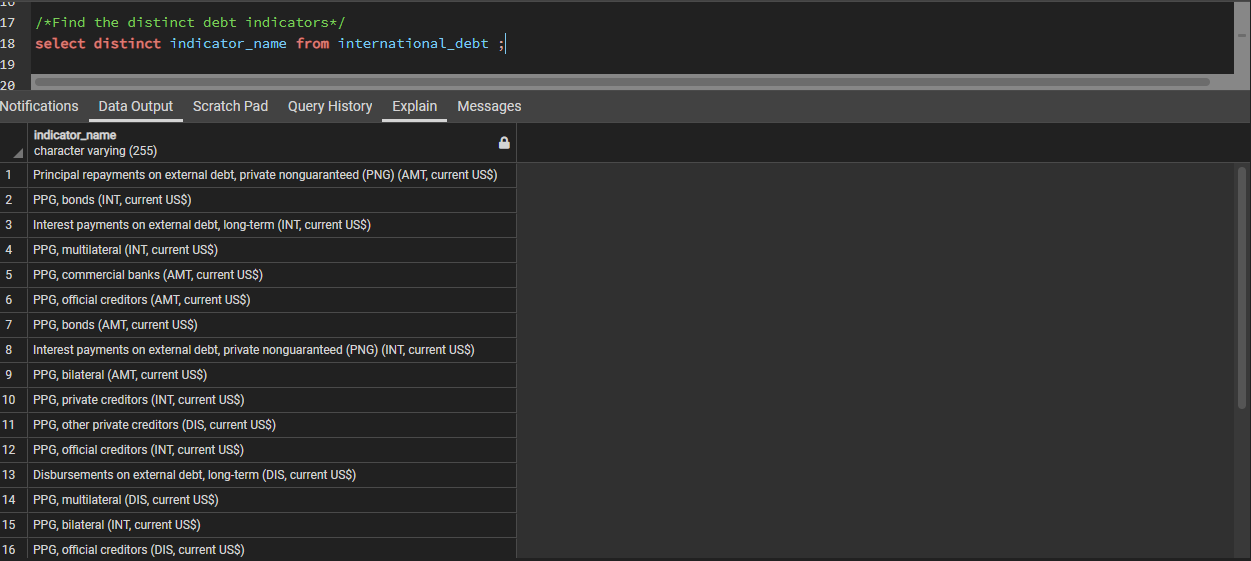 17 /*Find the distinct debt indicators*/
18 select distinct indicator_name from international_debt ;
19
20
Notifications Data Output Scratch Pad Query History Explain Messages
indicator_name
character varying (255)
1 Principal repayments on external debt, private nonguaranteed (PNG) (AMT, current US$)
2 PPG, bonds (INT, current US$)
3 Interest payments on external debt, long-term (INT, current US$)
4 PPG, multilateral (INT, current US$)
5 PPG, commercial banks (AMT, current US$)
6 PPG, official creditors (AMT, current US$)
7 PPG, bonds (AMT, current US$)
8 Interest payments on external debt, private nonguaranteed (PNG) (INT, current US$)
9 PPG, bilateral (AMT, current US$)
10 PPG, private creditors (INT, current US$)
11 PPG, other private creditors (DIS, current US$)
12 PPG, official creditors (INT, current US$)
13 Disbursements on external debt, long-term (DIS, current US$)
14 PPG, multilateral (DIS, current US$)
15 PPG, bilateral (INT, current US$)
16 PPG, official creditors (DIS, current US$)